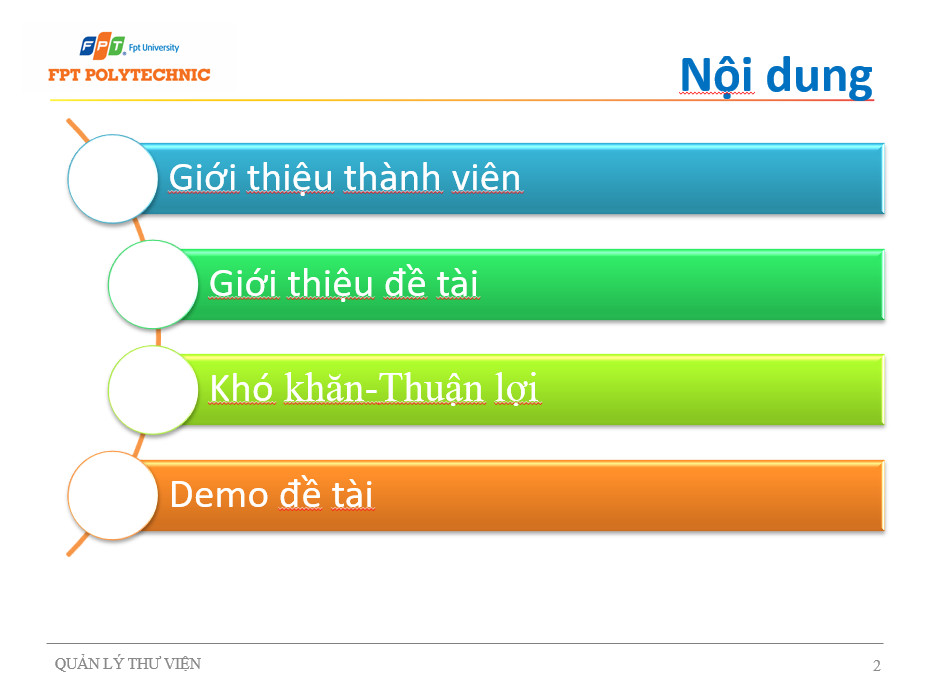 FPT. Fpt University
FPT POLYTECHNIC
Nội dung
Giới thiệu thành viên
Giới thiệu đề tài
Khó khăn-Thuận lợi
Demo đề tài
QUẢN LÝ THƯ VIỆN
2